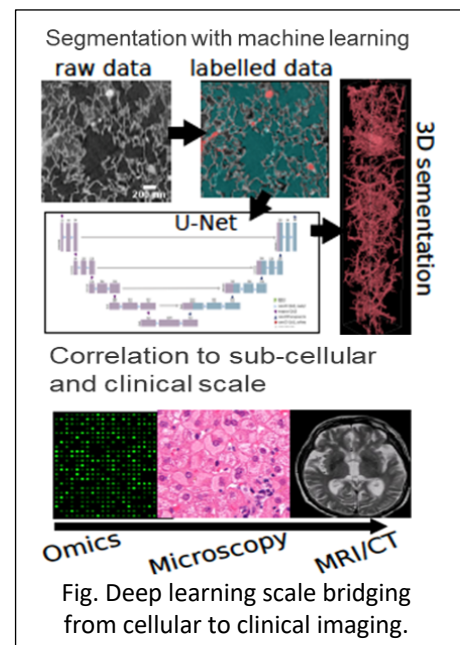 Segmentation with machine learning
raw data
labelled data
200 nm
3D sementation
U-Net
Correlation to sub-cellular
and clinical scale
Omics
Microscopy
MRI/CT
Fig. Deep learning scale bridging
from cellular to clinical imaging.